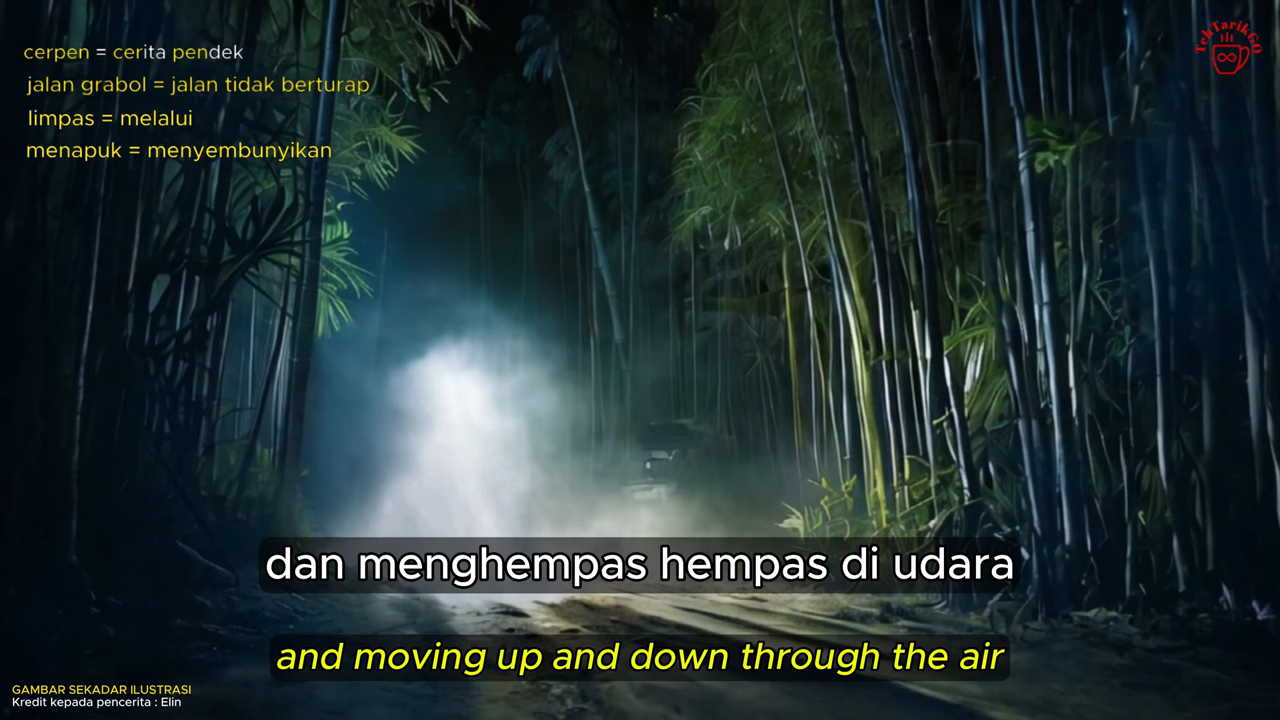 cerpen = cerita pendek
jalan grabol = jalan tidak berturap
limpas = melalui
menapuk = menyembunyikan
TehTarikGO
dan menghempas hempas di udara
and moving up and down through the air
GAMBAR SEKADAR ILUSTRASI
Kredit kepada pencerita : Elin